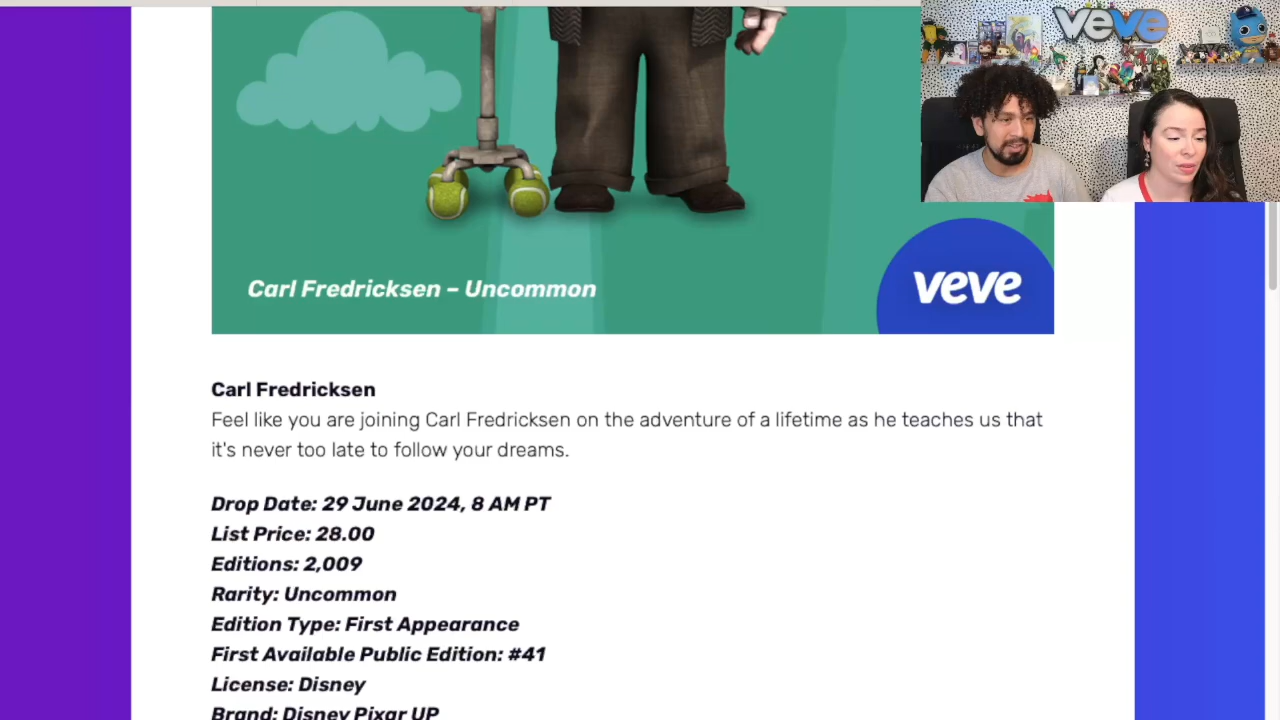 veve
Carl Fredricksen – Uncommon
veve
Carl Fredricksen
Feel like you are joining Carl Fredricksen on the adventure of a lifetime as he teaches us that
it's never too late to follow your dreams.
Drop Date: 29 June 2024, 8 AM PT
List Price: 28.00
Editions: 2,009
Rarity: Uncommon
Edition Type: First Appearance
First Available Public Edition: #41
License: Disney
Brand: Disney Pixar UP